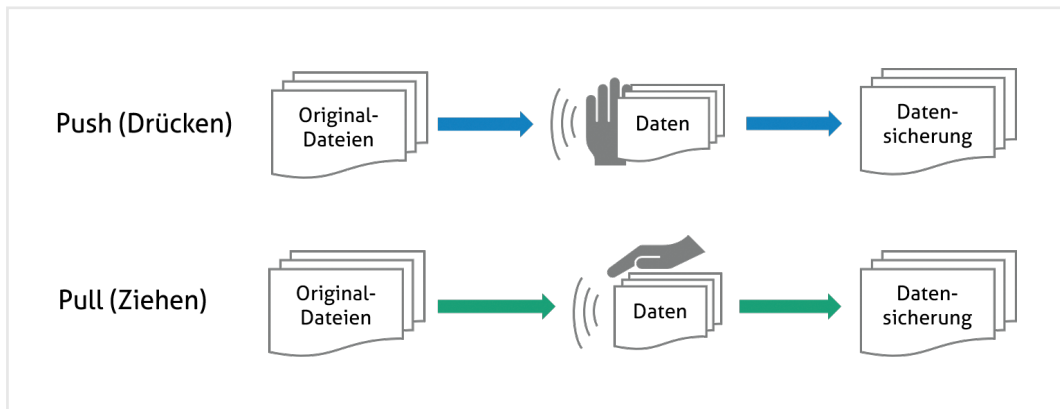 Push (Drücken)
Original-
Dateien
Daten
Daten-
sicherung
Pull (Ziehen)
Original-
Dateien
Daten
Daten-
sicherung